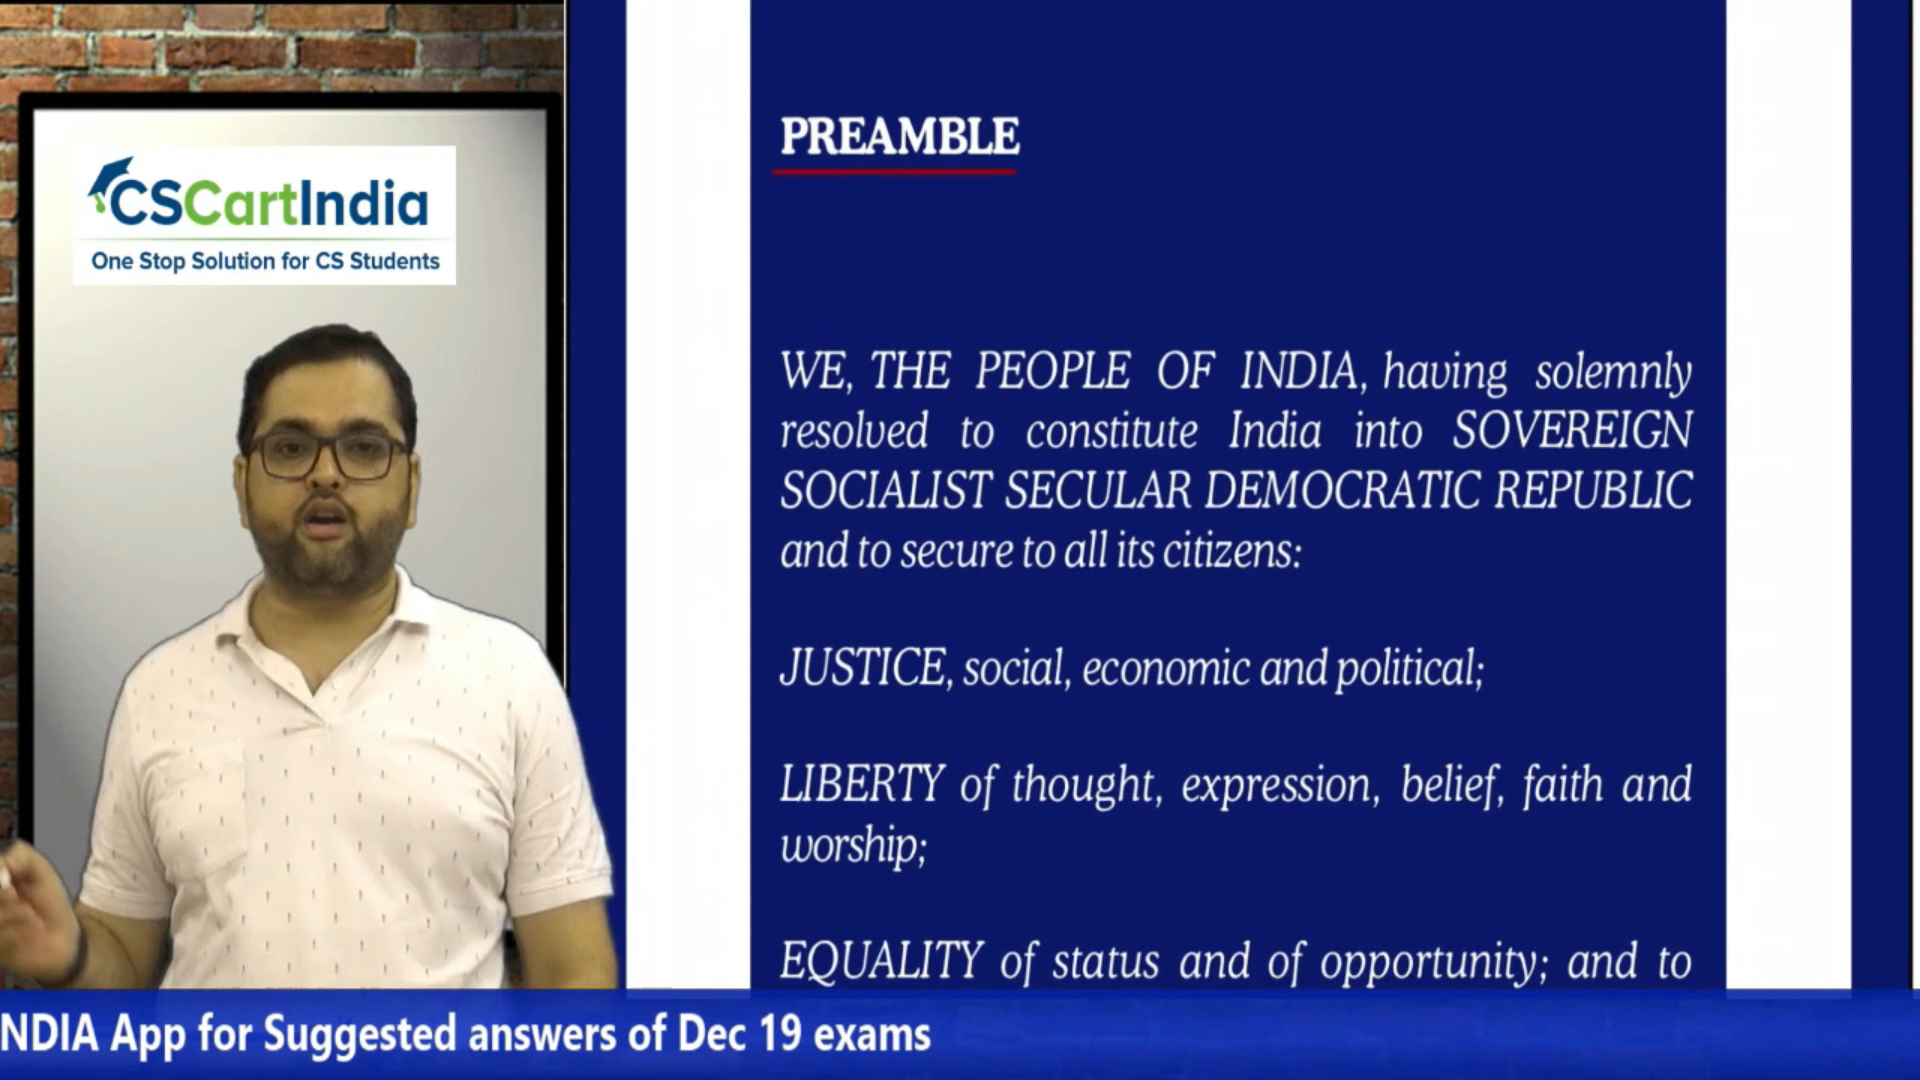 CSCartIndia
One Stop Solution for CS Students
PREAMBLE
WE, THE PEOPLE OF INDIA, having solemnly
resolved to constitute India into SOVEREIGN
SOCIALIST SECULAR DEMOCRATIC REPUBLIC
and to secure to all its citizens:
JUSTICE, social, economic and political;
LIBERTY of thought, expression, belief, faith and
worship;
EQUALITY of status and of opportunity; and to
NDIA App for Suggested answers of Dec 19 exams